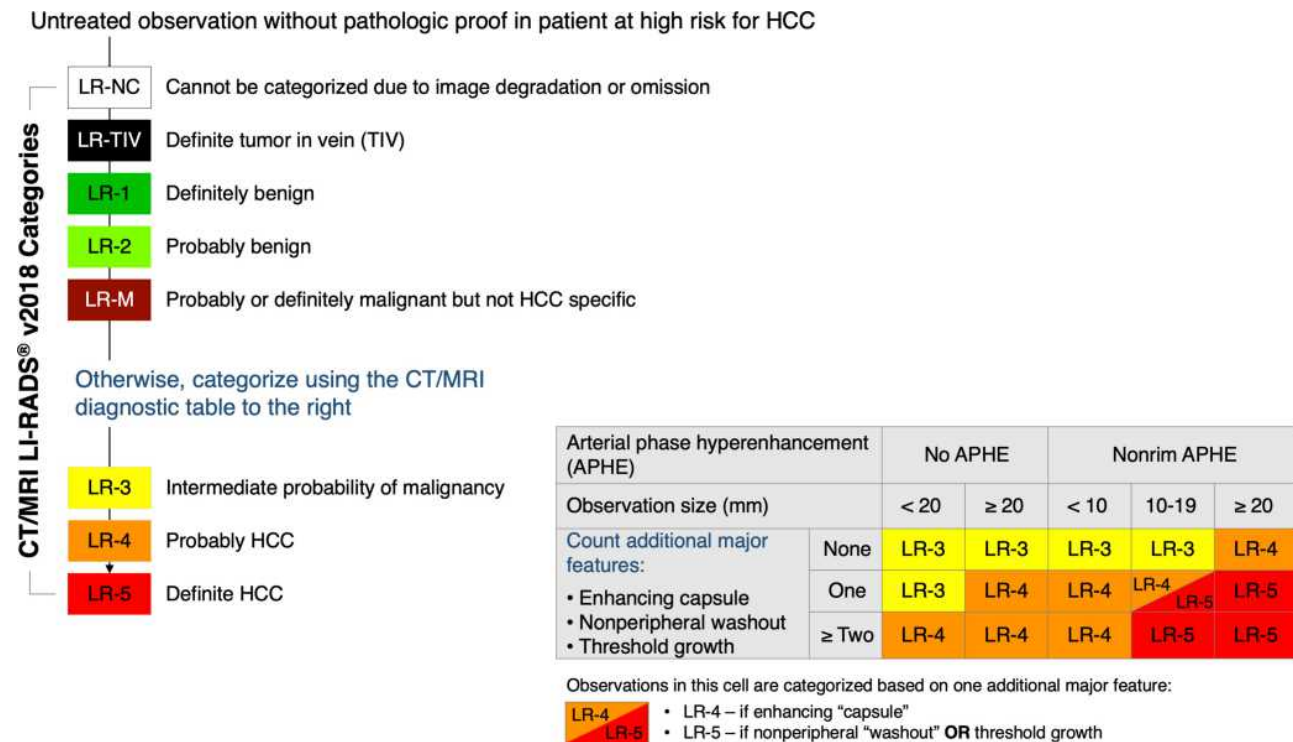 Untreated observation without pathologic proof in patient at high risk for HCC
CT/MRI LI-RADS® v2018 Categories
LR-NC Cannot be categorized due to image degradation or omission
LR-TIV Definite tumor in vein (TIV)
LR-1 Definitely benign
LR-2 Probably benign
LR-M Probably or definitely malignant but not HCC specific
Otherwise, categorize using the CT/MRI
diagnostic table to the right
LR-3 Intermediate probability of malignancy
LR-4 Probably HCC
LR-5 Definite HCC
Arterial phase hyperenhancement
(APHE)
No APHE Nonrim APHE
Observation size (mm) < 20 ≥ 20 < 10 10-19 ≥ 20
Count additional major
features:
• Enhancing capsule
• Nonperipheral washout
• Threshold growth
None LR-3 LR-3 LR-3 LR-3 LR-4
One LR-3 LR-4 LR-4 LR-4 LR-5 LR-5
≥ Two LR-4 LR-4 LR-4 LR-5 LR-5
Observations in this cell are categorized based on one additional major feature:
LR-4 LR-5
• LR-4 – if enhancing “capsule”
• LR-5 – if nonperipheral “washout” OR threshold growth